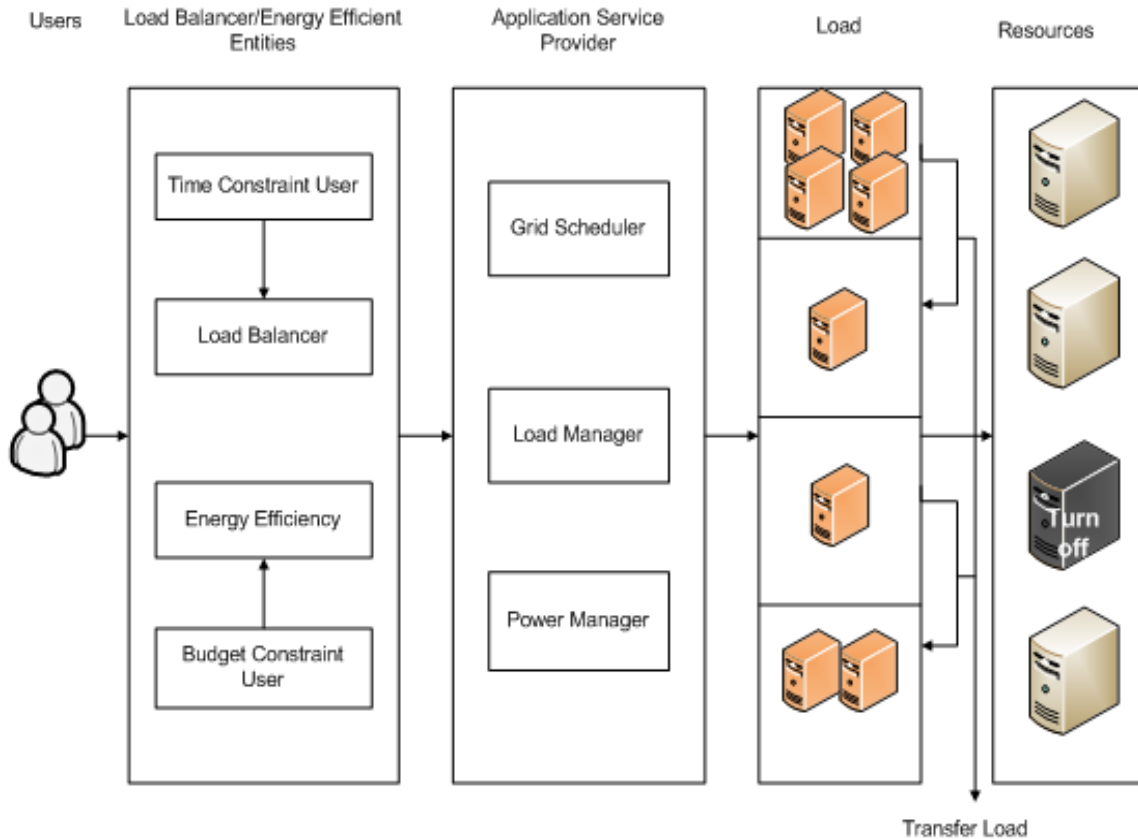 Users
Load Balancer/Energy Efficient
Entities
Application Service
Provider
Load
Resources
Time Constraint User
Load Balancer
Energy Efficiency
Budget Constraint
User
Grid Scheduler
Load Manager
Power Manager
Turn
off
Transfer Load